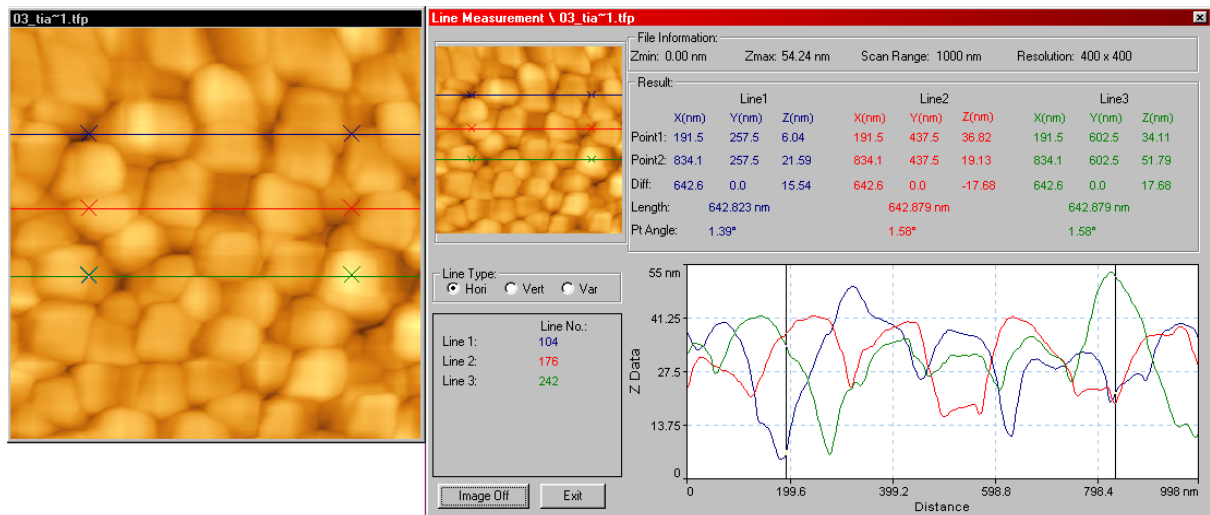 03_tia~1.tfp
Line Measurement \ 03_tia~1.tfp
File Information:
Zmin: 0.00 nm Zmax: 54.24 nm Scan Range: 1000 nm Resolution: 400 x 400
Result:
Line1 Line2 Line3
X(nm) Y(nm) Z(nm) X(nm) Y(nm) Z(nm) X(nm) Y(nm) Z(nm)
Point1: 191.5 257.5 6.04 191.5 437.5 36.82 191.5 602.5 34.11
Point2: 834.1 257.5 21.59 834.1 437.5 19.13 834.1 602.5 51.79
Diff: 642.6 0.0 15.54 642.6 0.0 -17.68 642.6 0.0 17.68
Length: 642.823 nm 642.879 nm 642.879 nm
Pt Angle: 1.39° 1.58° 1.58°
Line Type:
Hori Vert Var
Line No.:
Line 1: 104
Line 2: 176
Line 3: 242
Image Off Exit
55 nm
41.25
27.5
13.75
0
Z Data
0 199.6 399.2 598.8 798.4 998 nm
Distance